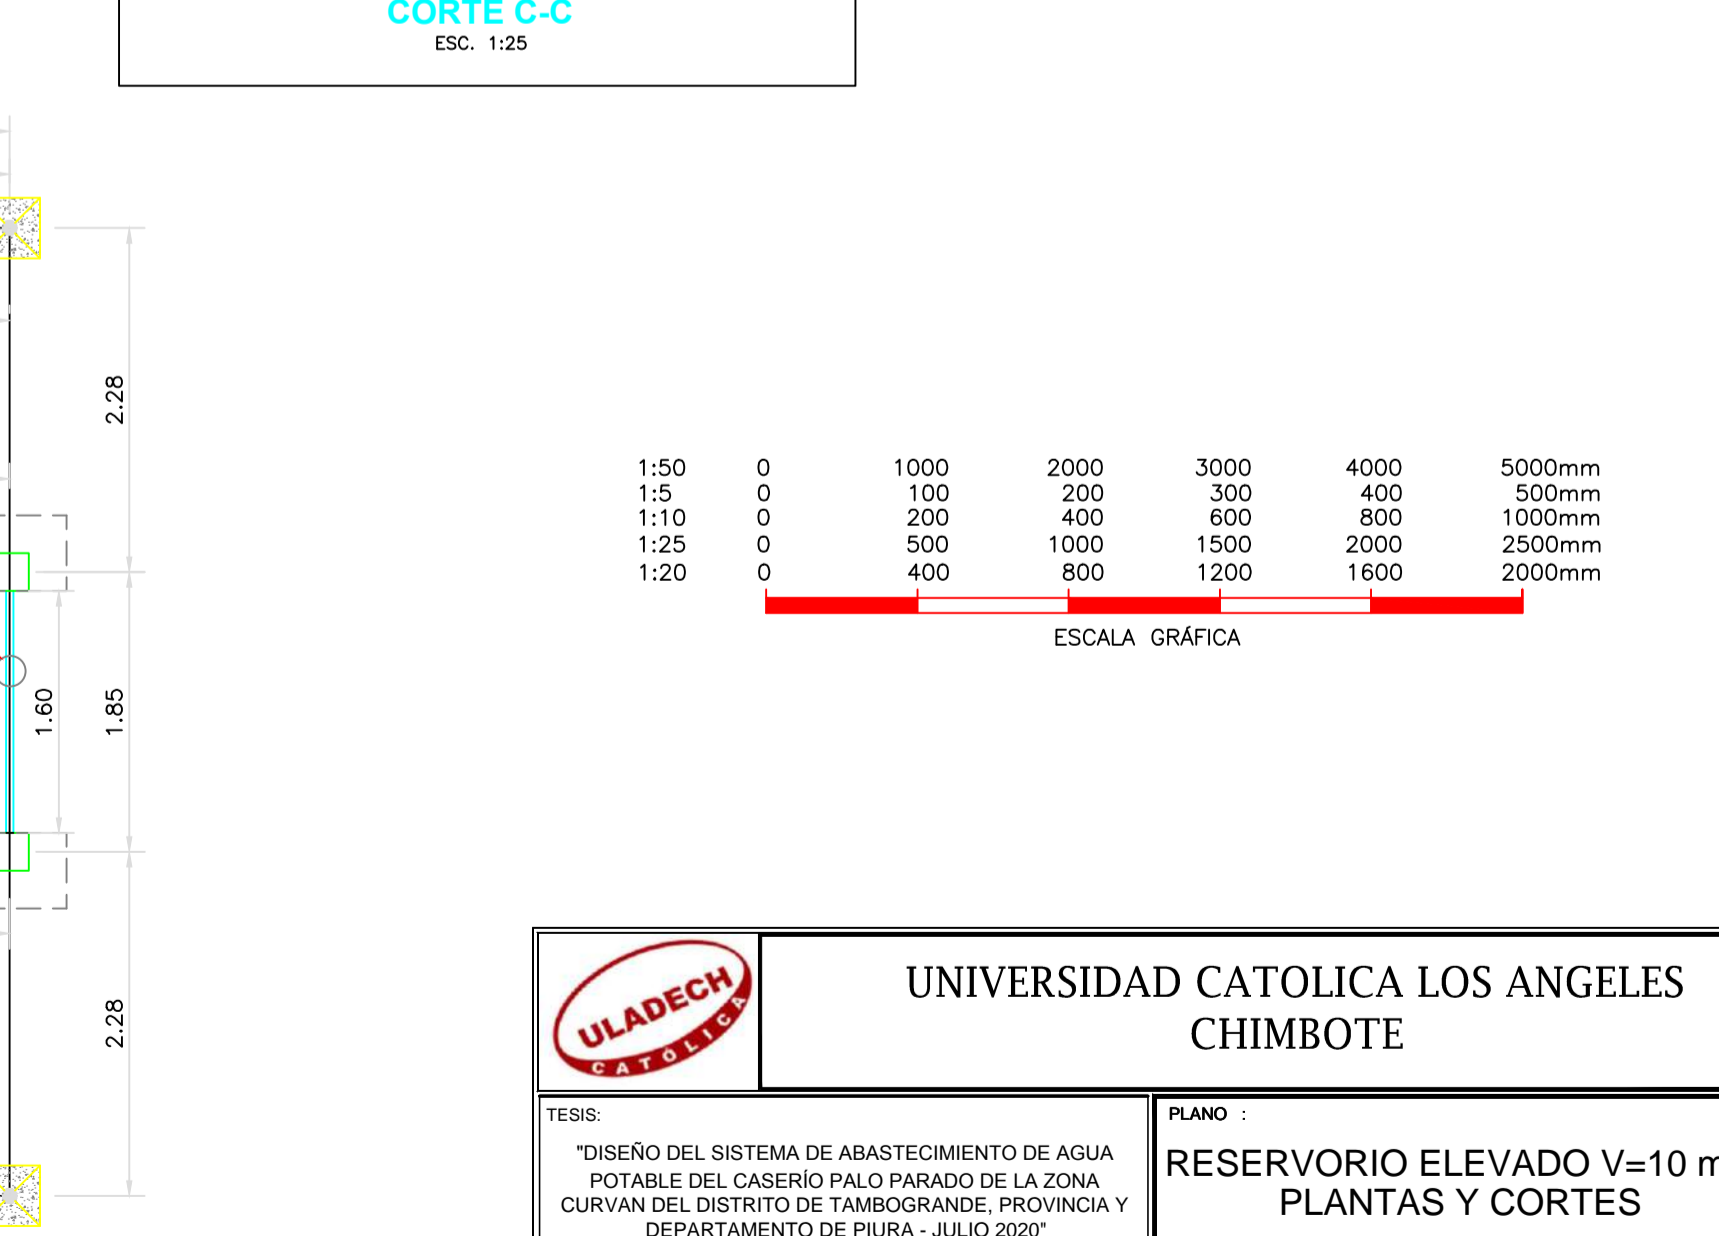 CORTE C-C
ESC. 1:25
2.28
1.60
1.85
2.28
1:50 0 1000 2000 3000 4000 5000mm
1:5 0 100 200 300 400 500mm
1:10 0 200 400 600 800 1000mm
1:25 0 500 1000 1500 2000 2500mm
1:20 0 400 800 1200 1600 2000mm
ESCALA GRÁFICA
ULADECH
CATÓLICA
UNIVERSIDAD CATOLICA LOS ANGELES
CHIMBOTE
TESIS:
"DISEÑO DEL SISTEMA DE ABASTECIMIENTO DE AGUA
POTABLE DEL CASERÍO PALO PARADO DE LA ZONA
CURVAN DEL DISTRITO DE TAMBOGRANDE, PROVINCIA Y
DEPARTAMENTO DE PIURA - JULIO 2020"
PLANO :
RESERVORIO ELEVADO V=10 m
PLANTAS Y CORTES